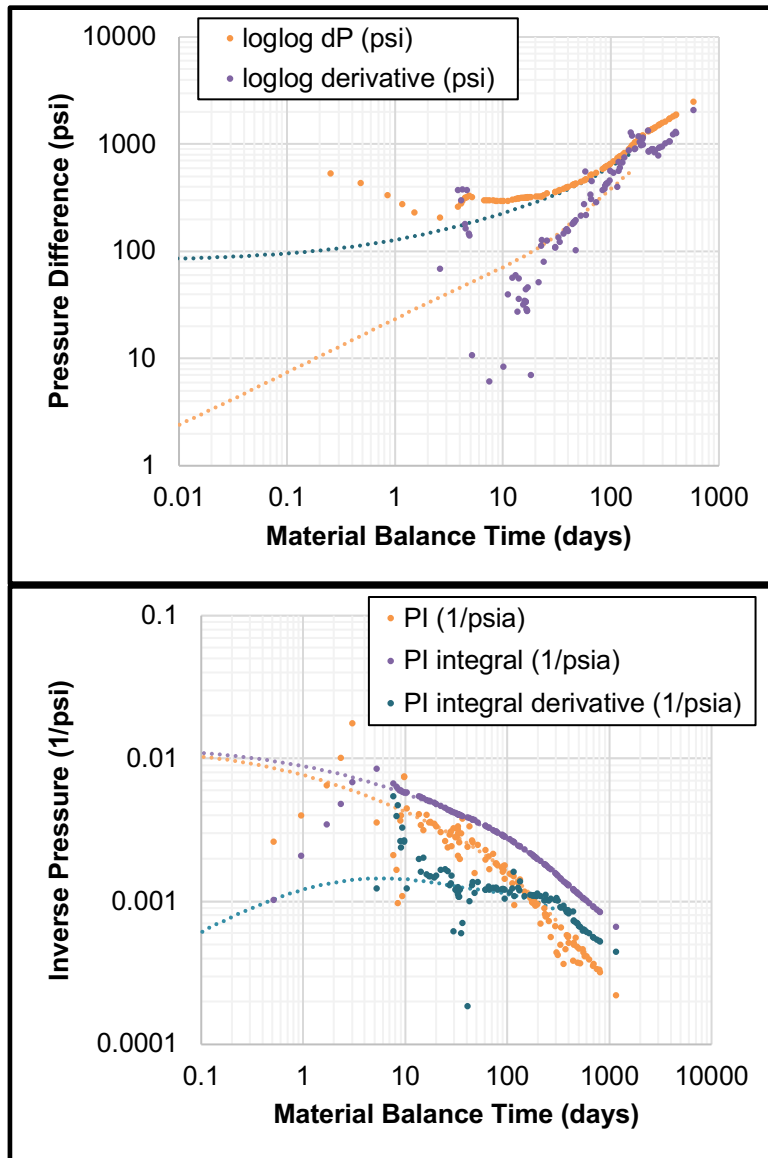 loglog dP (psi)
loglog derivative (psi)
10000
1000
100
10
1
Pressure Difference (psi)
0.01 0.1 1 10 100 1000
Material Balance Time (days)
PI (1/psia)
PI integral (1/psia)
PI integral derivative (1/psia)
0.1
0.01
0.001
0.0001
Inverse Pressure (1/psi)
0.1 1 10 100 1000 10000
Material Balance Time (days)